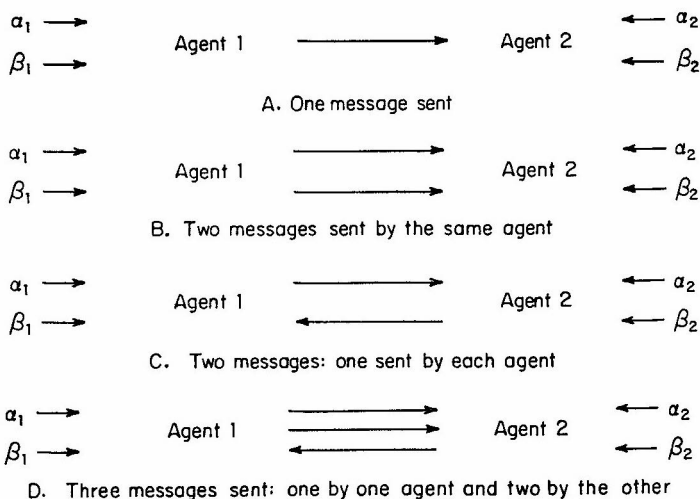 α₁ α₂
Agent 1 Agent 2
β₁ β₂
A. One message sent
α₁ α₂
Agent 1 Agent 2
β₁ β₂
B. Two messages sent by the same agent
α₁ α₂
Agent 1 Agent 2
β₁ β₂
C. Two messages: one sent by each agent
α₁ α₂
Agent 1 Agent 2
β₁ β₂
D. Three messages sent: one by one agent and two by the other